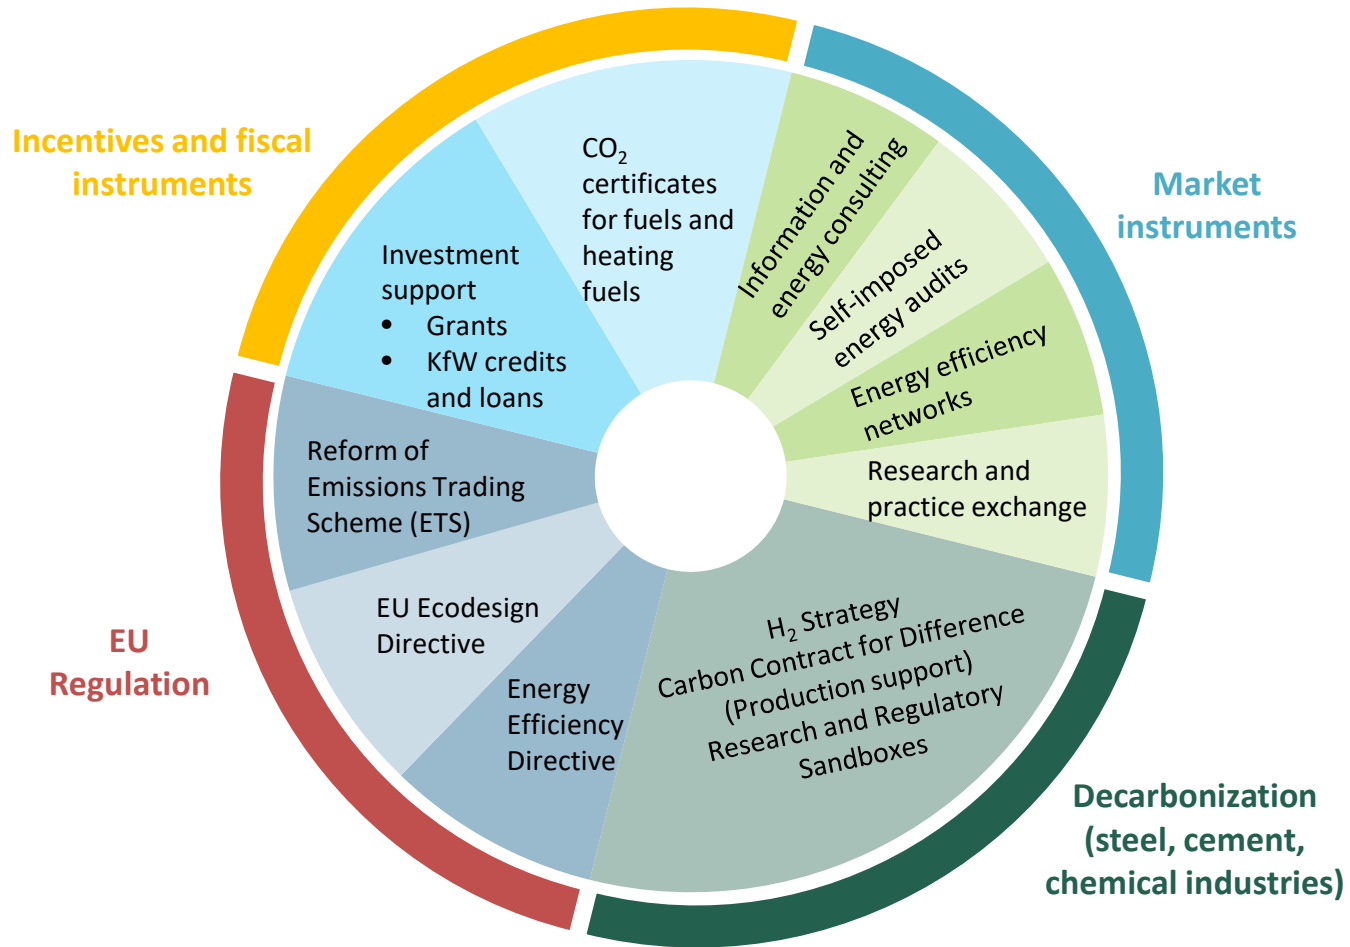 Incentives and fiscal
instruments
CO₂
certificates
for fuels and
heating
fuels
Investment
support
• Grants
• KfW credits
and loans
Market
instruments
Information and
energy consulting
Self-imposed
energy audits
Energy efficiency
networks
Research and
practice exchange
EU
Regulation
Reform of
Emissions Trading
Scheme (ETS)
EU Ecodesign
Directive
Energy
Efficiency
Directive
H₂ Strategy
Carbon Contract for Difference
(Production support)
Research and Regulatory
Sandboxes
Decarbonization
(steel, cement,
chemical industries)